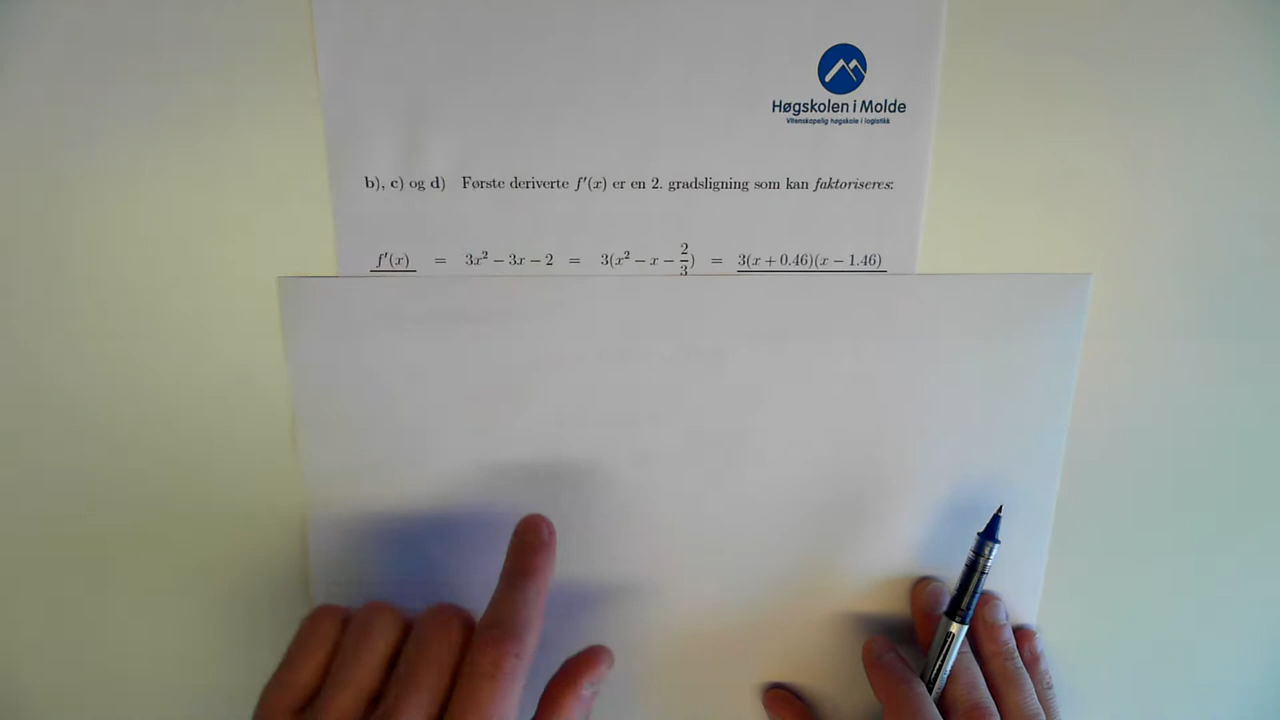 Høgskolen i Molde
Vitenskapelig høgskole i logistikk
b), c) og d) Første deriverte f′(x) er en 2. gradsligning som kan faktoriseres:
f′(x) = 3x² − 3x − 2 = 3(x² − x − 2/3) = 3(x + 0.46)(x − 1.46)